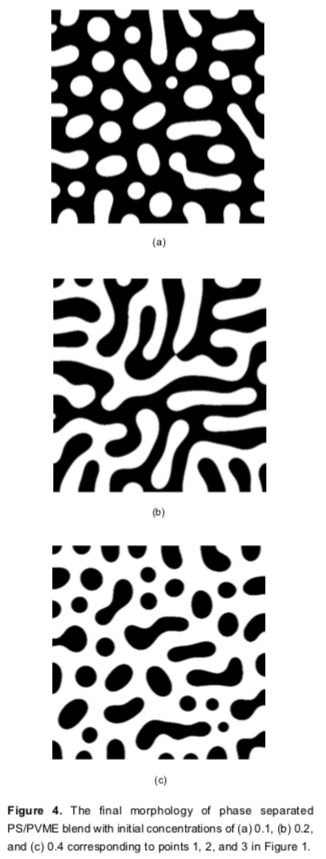 (a)
(b)
(c)
Figure 4. The final morphology of phase separated
PS/PVME blend with initial concentrations of (a) 0.1, (b) 0.2,
and (c) 0.4 corresponding to points 1, 2, and 3 in Figure 1.